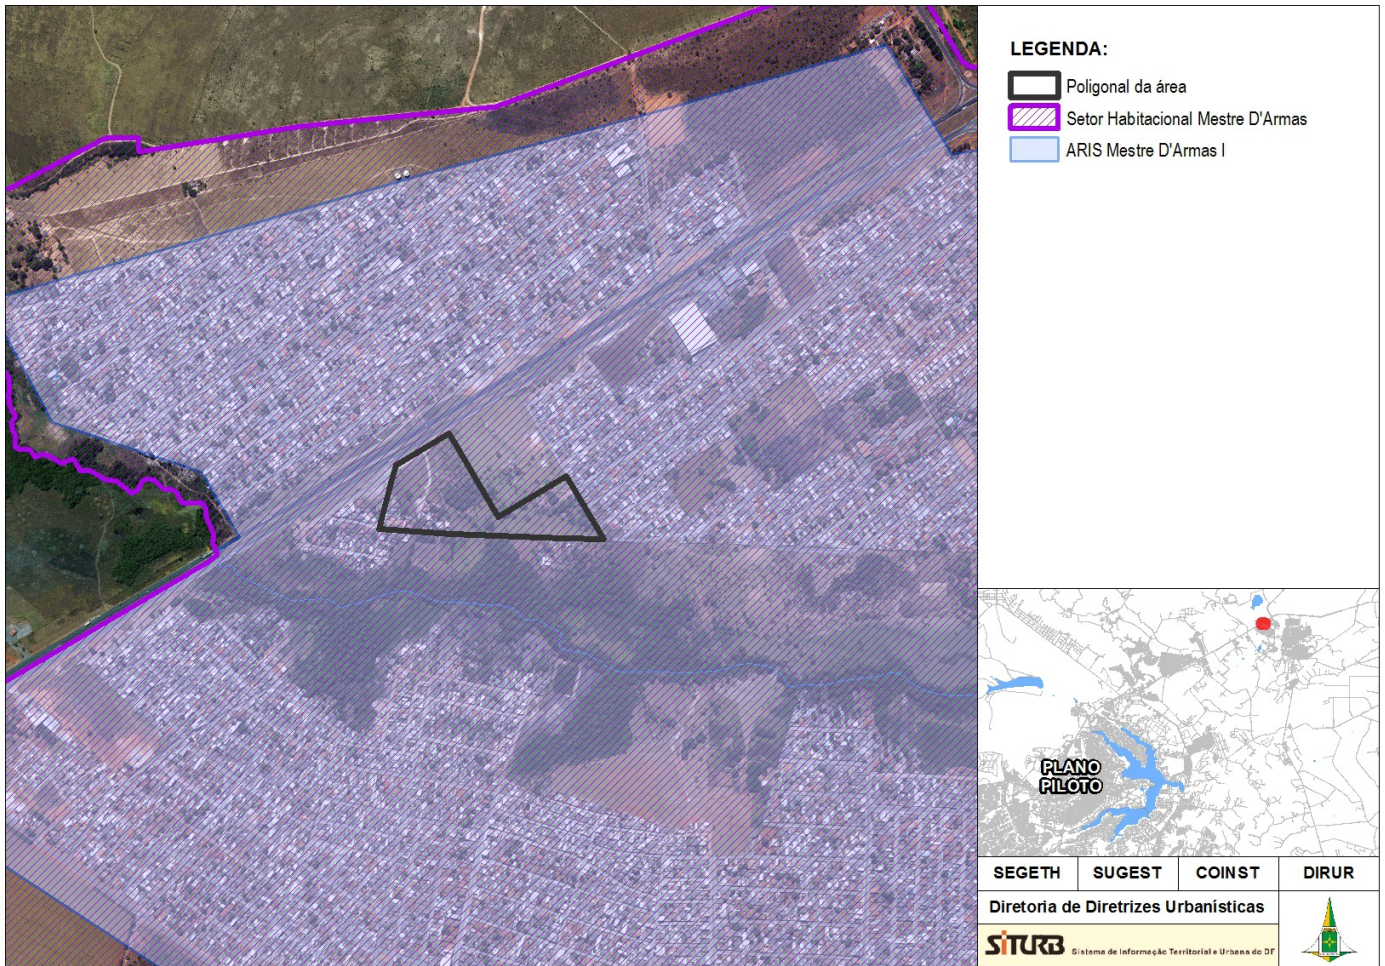 LEGENDA:
Poligonal da área
Setor Habitacional Mestre D'Armas
ARIS Mestre D'Armas I
PLANO
PILOTO
SEGETH SUGEST COINST DIRUR
Diretoria de Diretrizes Urbanísticas
SITURB Sistema de Informação Territorial e Urbana do DF